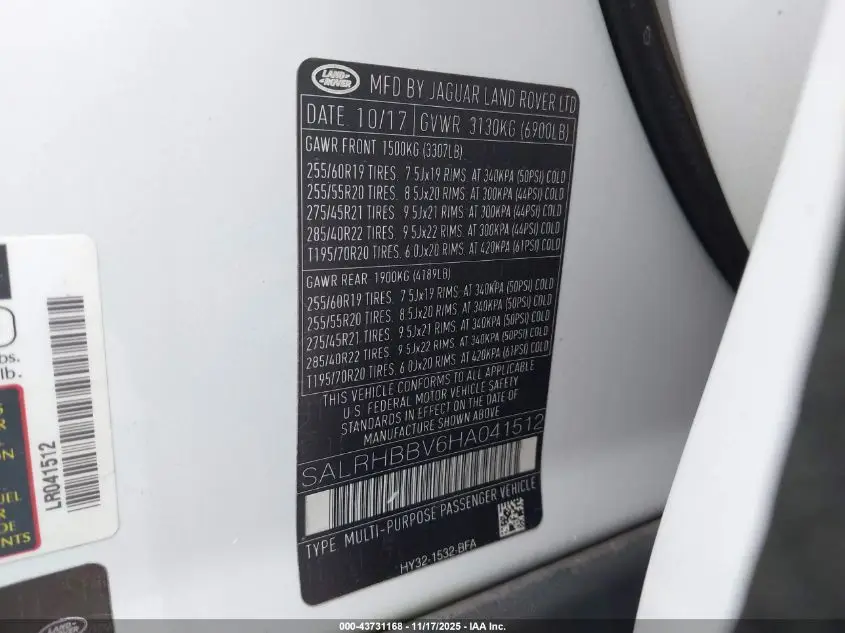 LAND ROVER
MFD BY JAGUAR LAND ROVER LTD
DATE 10/17 GVWR 3130KG (6900LB)
GAWR FRONT 1500KG (3307LB)
255/60R19 TIRES. 7.5Jx19 RIMS. AT 340KPA (50PSI) COLD
255/55R20 TIRES. 8.5Jx20 RIMS. AT 300KPA (44PSI) COLD
275/45R21 TIRES. 9.5Jx21 RIMS. AT 300KPA (44PSI) COLD
285/40R22 TIRES. 9.5Jx22 RIMS. AT 300KPA (44PSI) COLD
T195/70R20 TIRES. 6.0Jx20 RIMS. AT 420KPA (61PSI) COLD
GAWR REAR 1900KG (4189LB)
255/60R19 TIRES. 7.5Jx19 RIMS. AT 340KPA (50PSI) COLD
255/55R20 TIRES. 8.5Jx20 RIMS. AT 340KPA (50PSI) COLD
275/45R21 TIRES. 9.5Jx21 RIMS. AT 340KPA (50PSI) COLD
285/40R22 TIRES. 9.5Jx22 RIMS. AT 340KPA (50PSI) COLD
T195/70R20 TIRES. 6.0Jx20 RIMS. AT 420KPA (61PSI) COLD
THIS VEHICLE CONFORMS TO ALL APPLICABLE
U.S. FEDERAL MOTOR VEHICLE SAFETY
STANDARDS IN EFFECT ON THE DATE OF
MANUFACTURE SHOWN ABOVE
SALRHBBV6HA041512
TYPE. MULTI-PURPOSE PASSENGER VEHICLE
HY32-1532-BFA
bs.
lb.
LR041512
UEL
R
DE
NTS
LAND ROVER
000-43731168 - 11/17/2025 - IAA Inc.